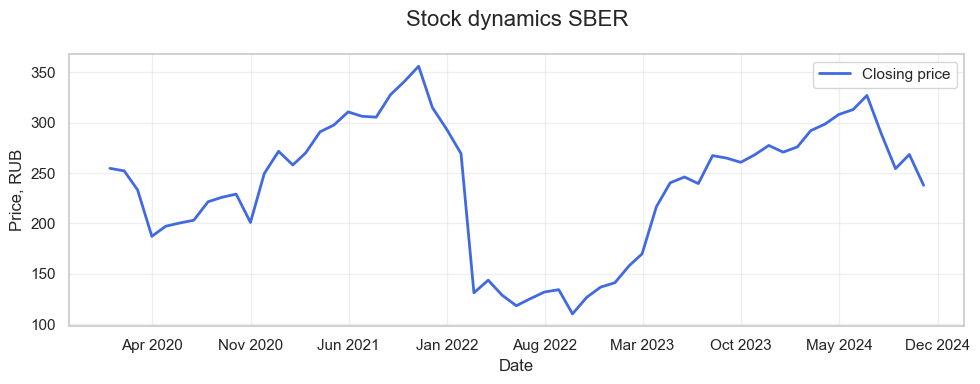 Stock dynamics SBER
Closing price
Price, RUB
350
300
250
200
150
100
Apr 2020 Nov 2020 Jun 2021 Jan 2022 Aug 2022 Mar 2023 Oct 2023 May 2024 Dec 2024
Date